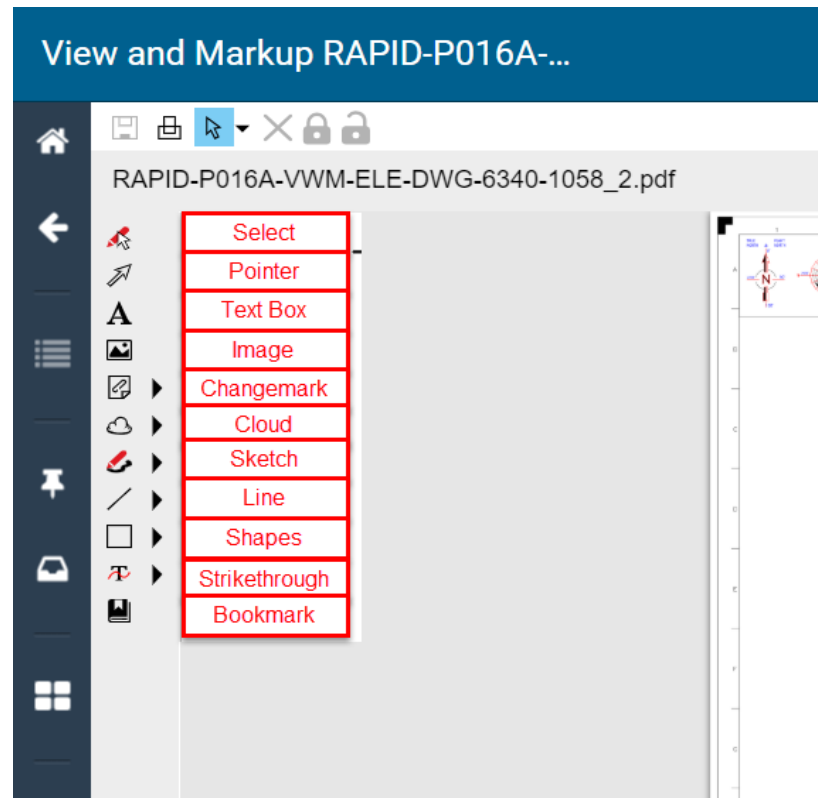 View and Markup RAPID-P016A-...
RAPID-P016A-VWM-ELE-DWG-6340-1058_2.pdf
Select
Pointer
Text Box
Image
Changemark
Cloud
Sketch
Line
Shapes
Strikethrough
Bookmark
1
A
N
B
C
D
E
F
G